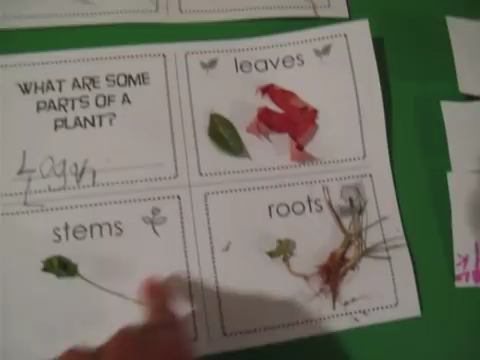 WHAT ARE SOME
PARTS OF A
PLANT?
leaves
stems
roots